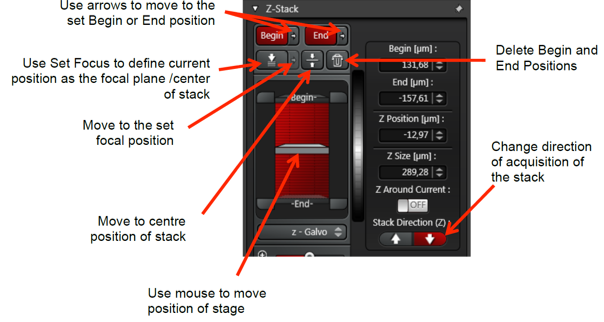 Use arrows to move to the
set Begin or End position
Z-Stack
Begin
End
Use Set Focus to define current
position as the focal plane /center
of stack
Delete Begin and
End Positions
Begin [µm] :
131,68
End [µm] :
-157,61
Z Position [µm] :
-12,97
Z Size [µm] :
289,28
Z Around Current :
OFF
Stack Direction (Z) :
-Begin-
-End-
z - Galvo
Move to the set
focal position
Change direction
of acquisition of
the stack
Move to centre
position of stack
Use mouse to move
position of stage